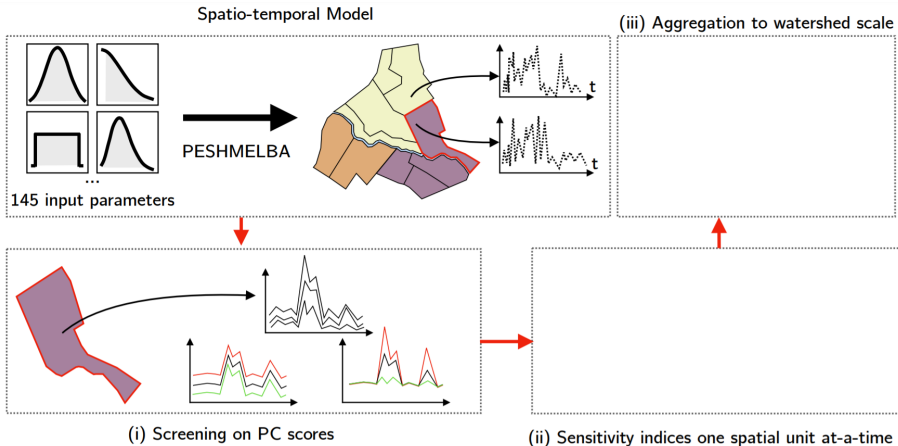 Spatio-temporal Model
(iii) Aggregation to watershed scale
t
PESHMELBA
t
...
145 input parameters
(i) Screening on PC scores
(ii) Sensitivity indices one spatial unit at-a-time